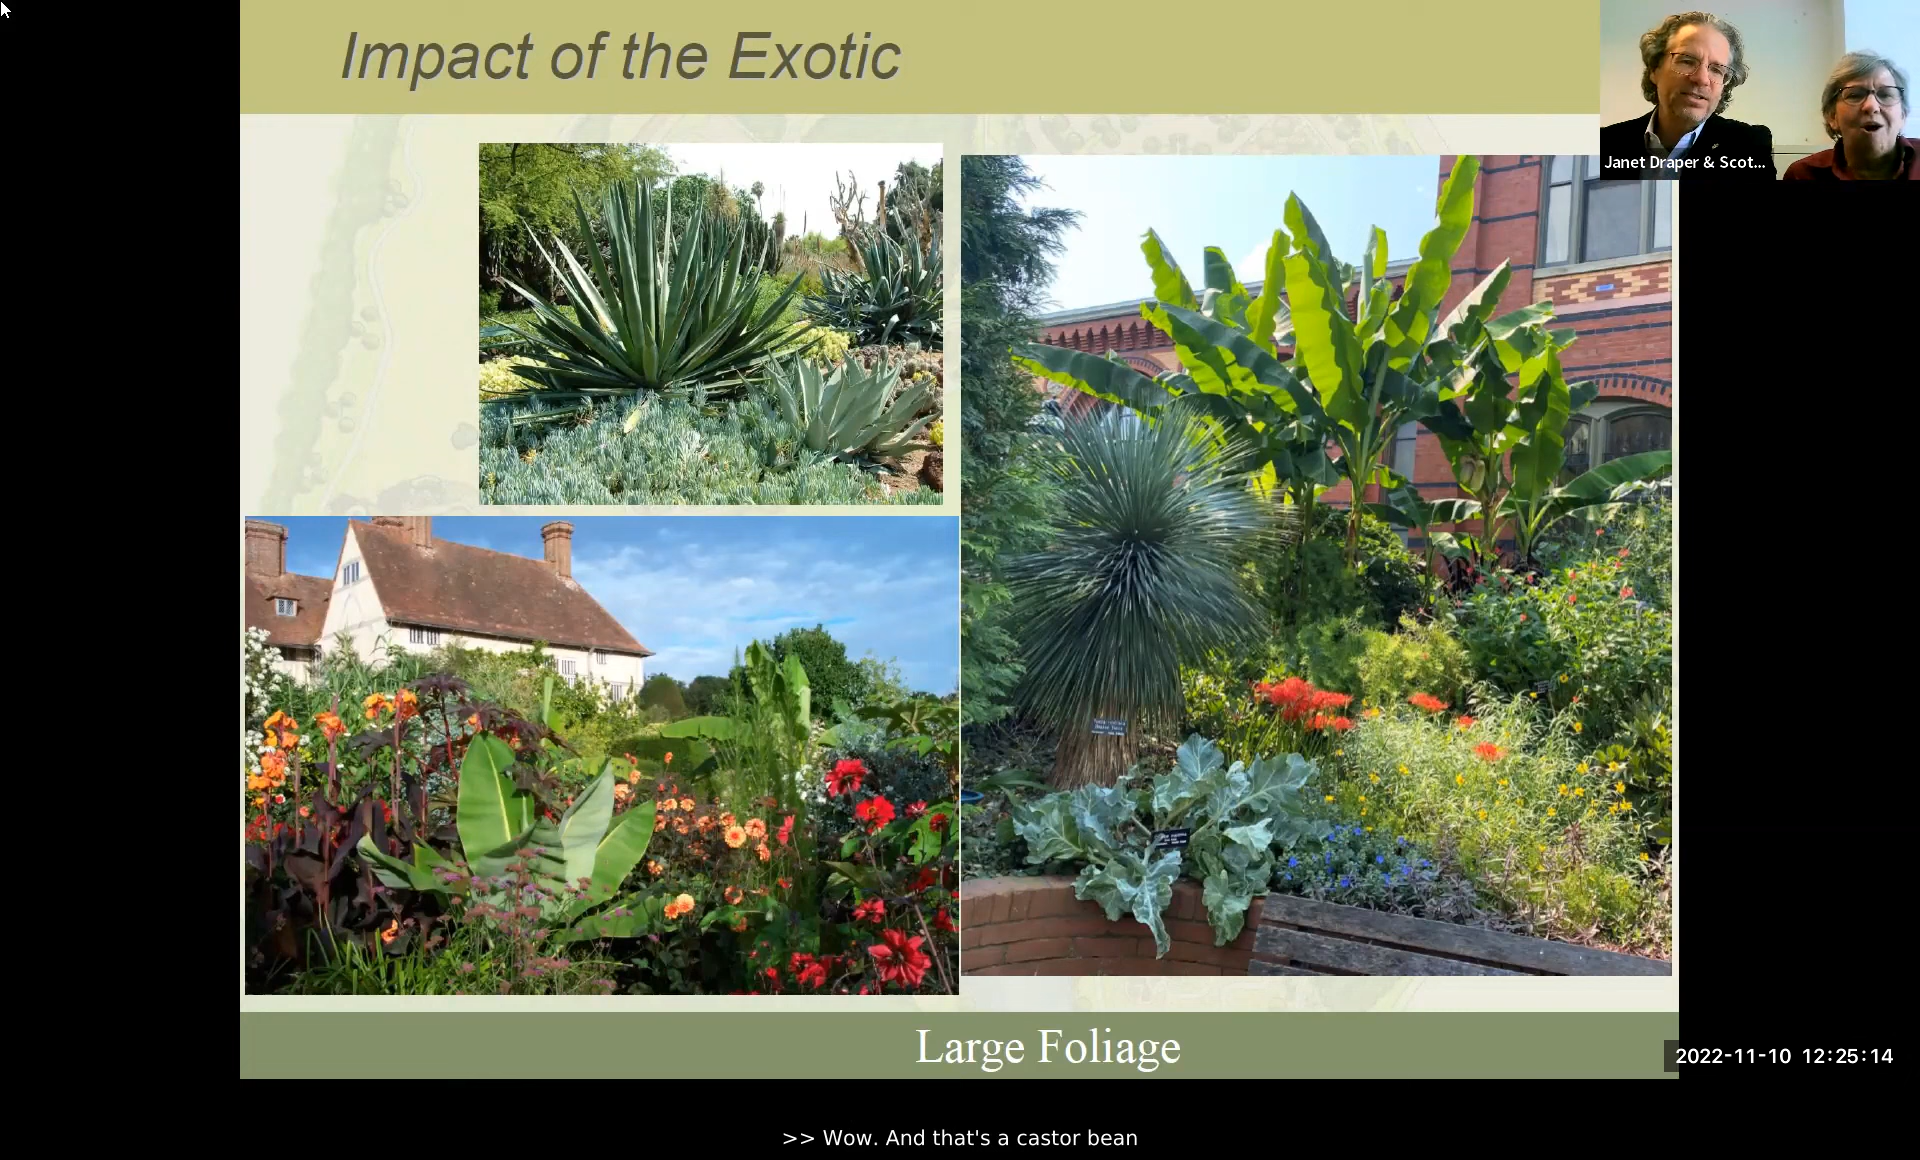 Impact of the Exotic
Janet Draper & Scot...
Large Foliage
2022-11-10 12:25:14
>> Wow. And that's a castor bean